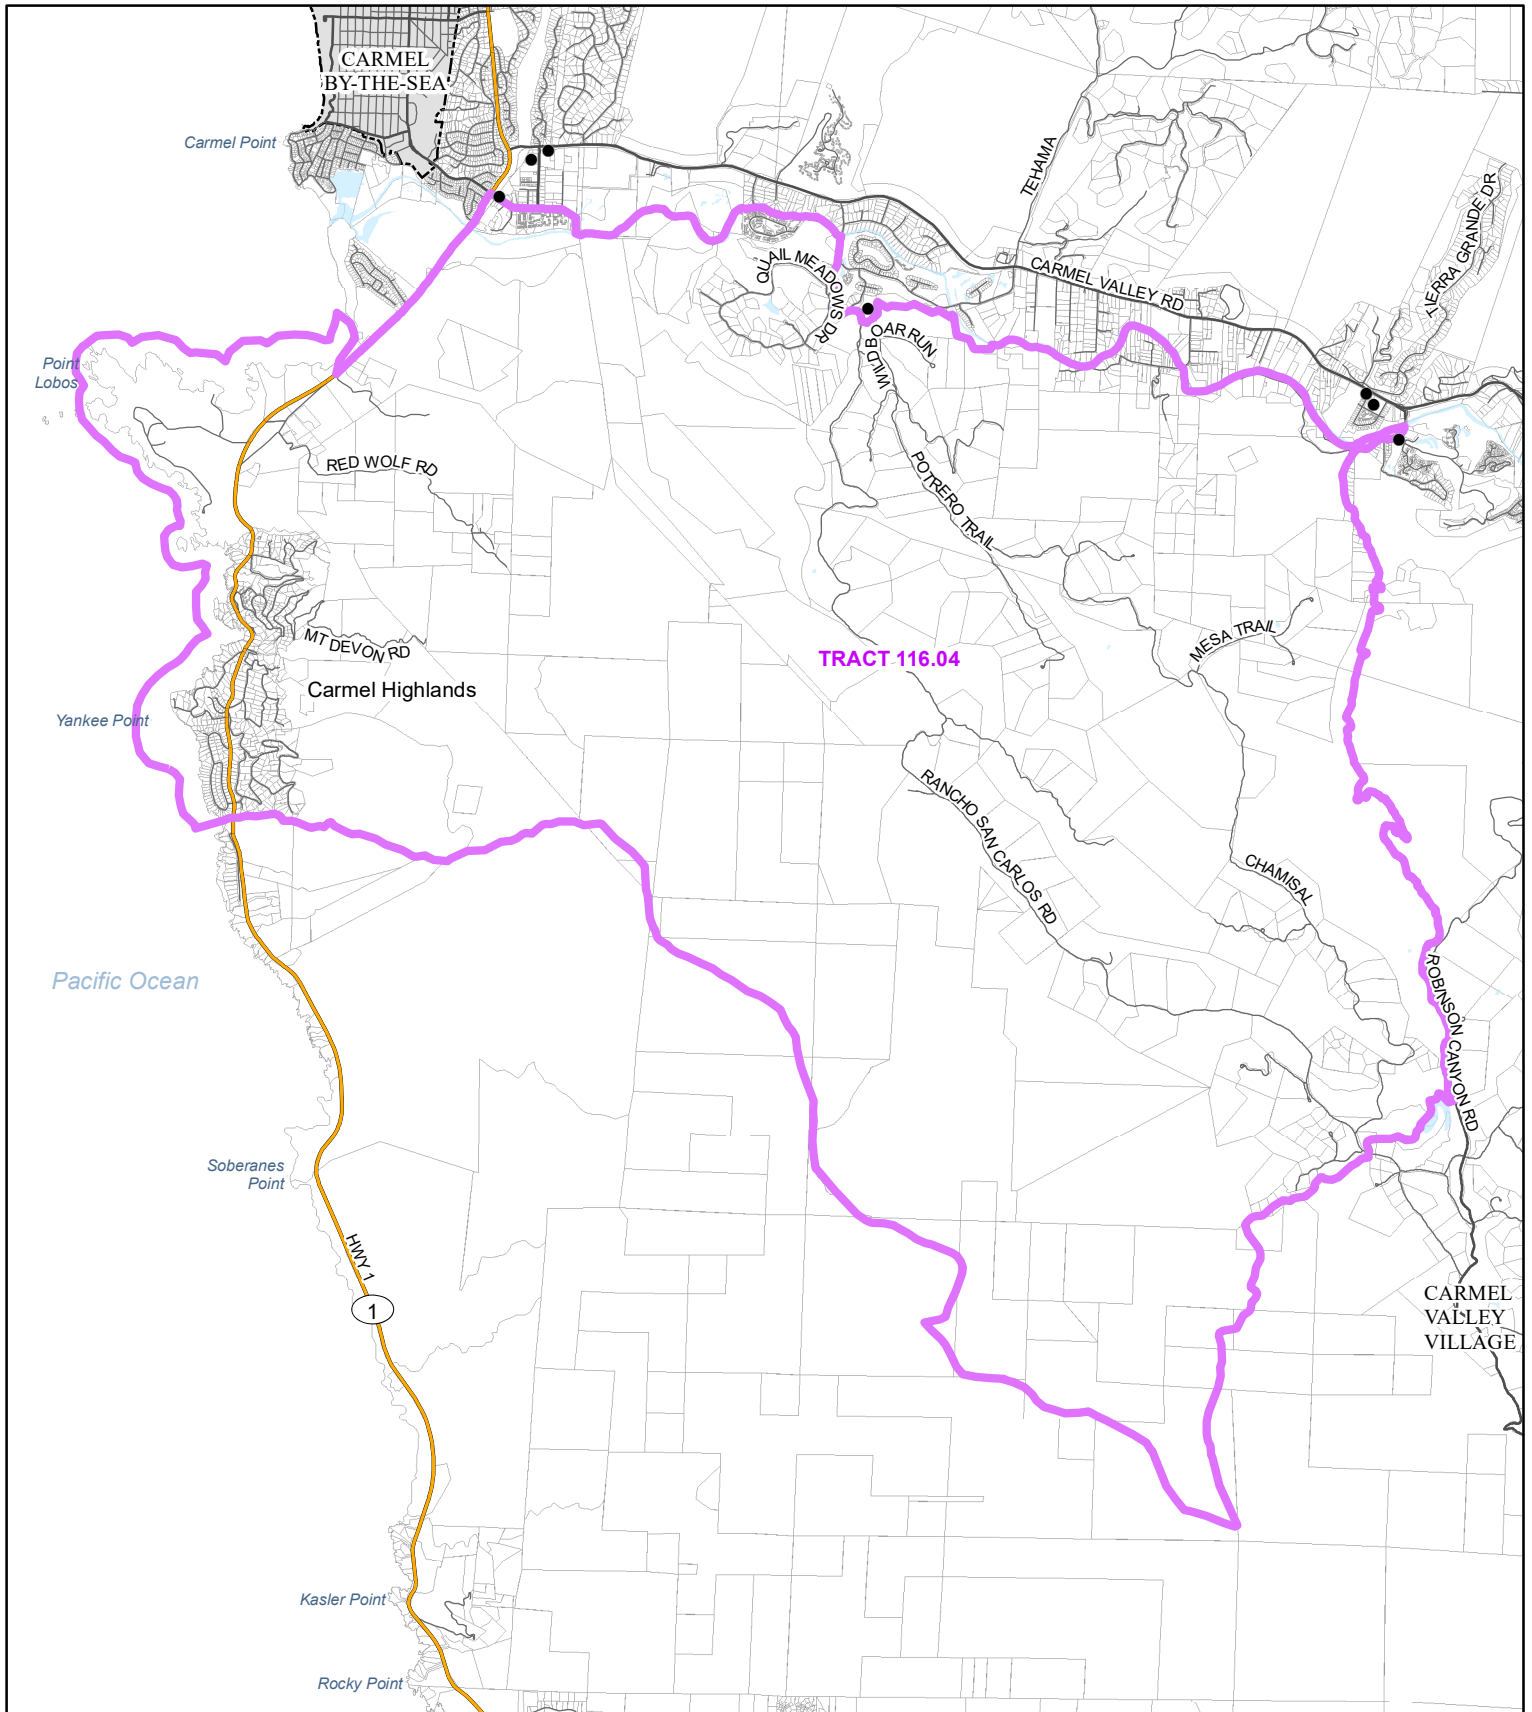 CARMEL
BY-THE-SEA
Carmel Point
TEHAMA
TIERRA GRANDE DR
QUAIL MEADOWS DR
CARMEL VALLEY RD
WILD BOAR RUN
Point
Lobos
RED WOLF RD
POTRERO TRAIL
MT DEVON RD
MESA TRAIL
TRACT 116.04
Carmel Highlands
Yankee Point
RANCHO SAN CARLOS RD
CHAMISAL
Pacific Ocean
ROBINSON CANYON RD
Soberanes
Point
HWY 1
1
CARMEL
VALLEY
VILLAGE
Kasler Point
Rocky Point